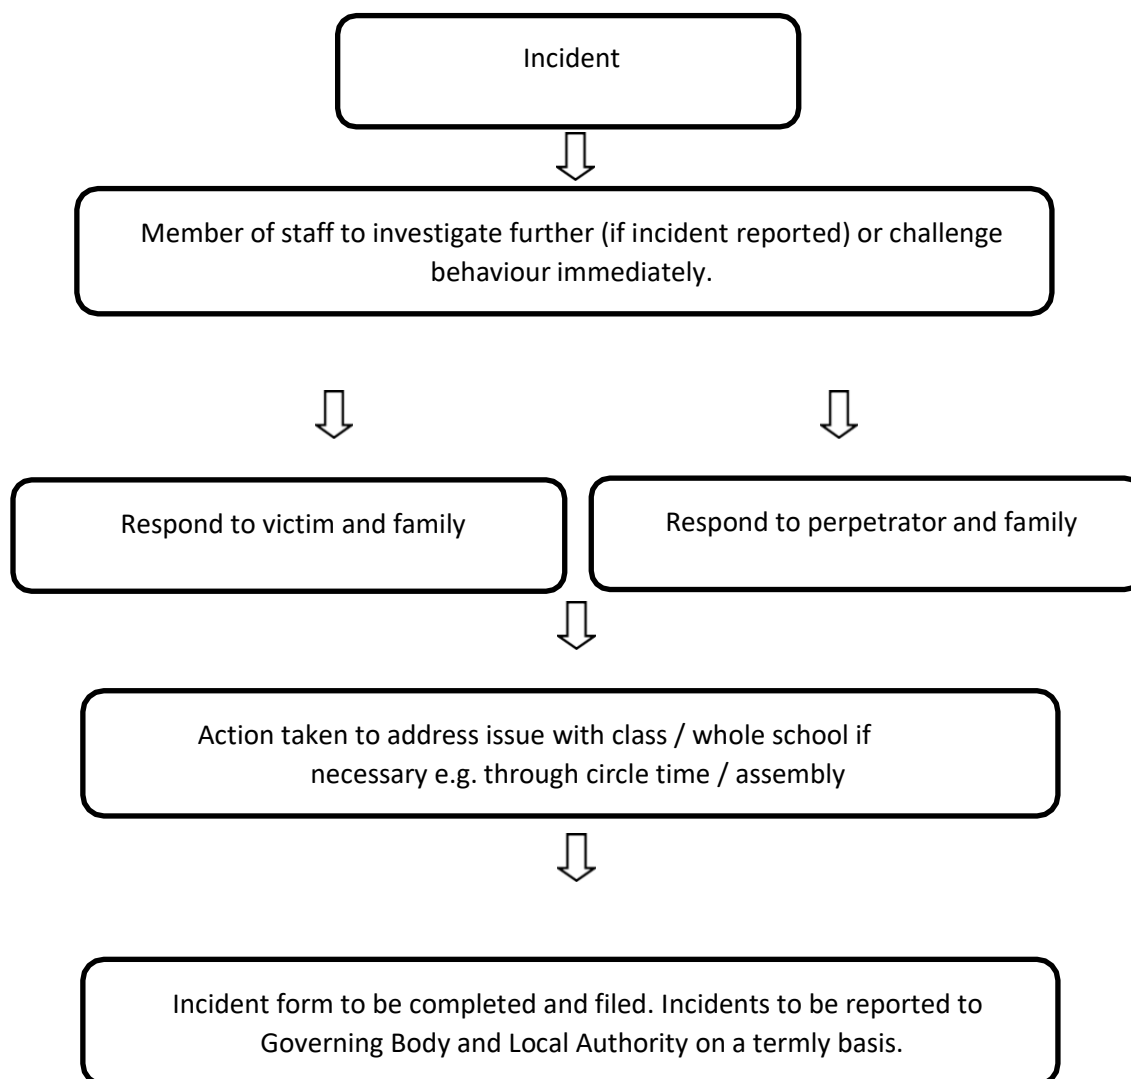 Incident
Member of staff to investigate further (if incident reported) or challenge
behaviour immediately.
Respond to victim and family
Respond to perpetrator and family
Action taken to address issue with class / whole school if
necessary e.g. through circle time / assembly
Incident form to be completed and filed. Incidents to be reported to
Governing Body and Local Authority on a termly basis.